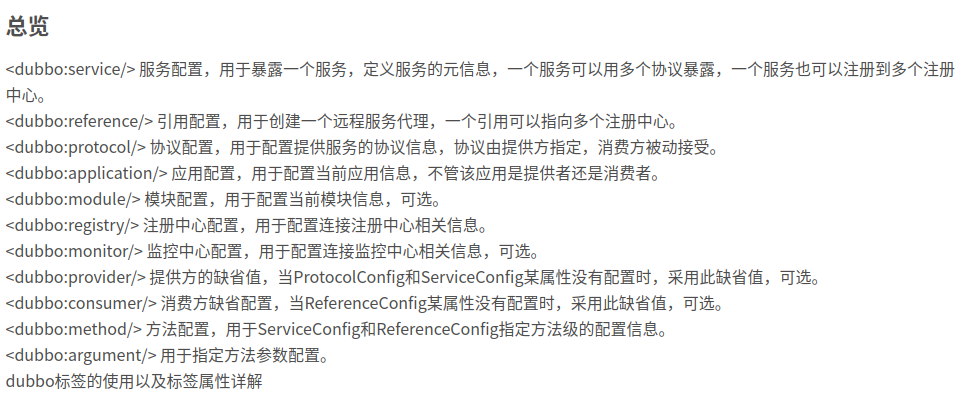 总览
<dubbo:service/> 服务配置，用于暴露一个服务，定义服务的元信息，一个服务可以用多个协议暴露，一个服务也可以注册到多个注册
中心。
<dubbo:reference/> 引用配置，用于创建一个远程服务代理，一个引用可以指向多个注册中心。
<dubbo:protocol/> 协议配置，用于配置提供服务的协议信息，协议由提供方指定，消费方被动接受。
<dubbo:application/> 应用配置，用于配置当前应用信息，不管该应用是提供者还是消费者。
<dubbo:module/> 模块配置，用于配置当前模块信息，可选。
<dubbo:registry/> 注册中心配置，用于配置连接注册中心相关信息。
<dubbo:monitor/> 监控中心配置，用于配置连接监控中心相关信息，可选。
<dubbo:provider/> 提供方的缺省值，当ProtocolConfig和ServiceConfig某属性没有配置时，采用此缺省值，可选。
<dubbo:consumer/> 消费方缺省配置，当ReferenceConfig某属性没有配置时，采用此缺省值，可选。
<dubbo:method/> 方法配置，用于ServiceConfig和ReferenceConfig指定方法级的配置信息。
<dubbo:argument/> 用于指定方法参数配置。
dubbo标签的使用以及标签属性详解